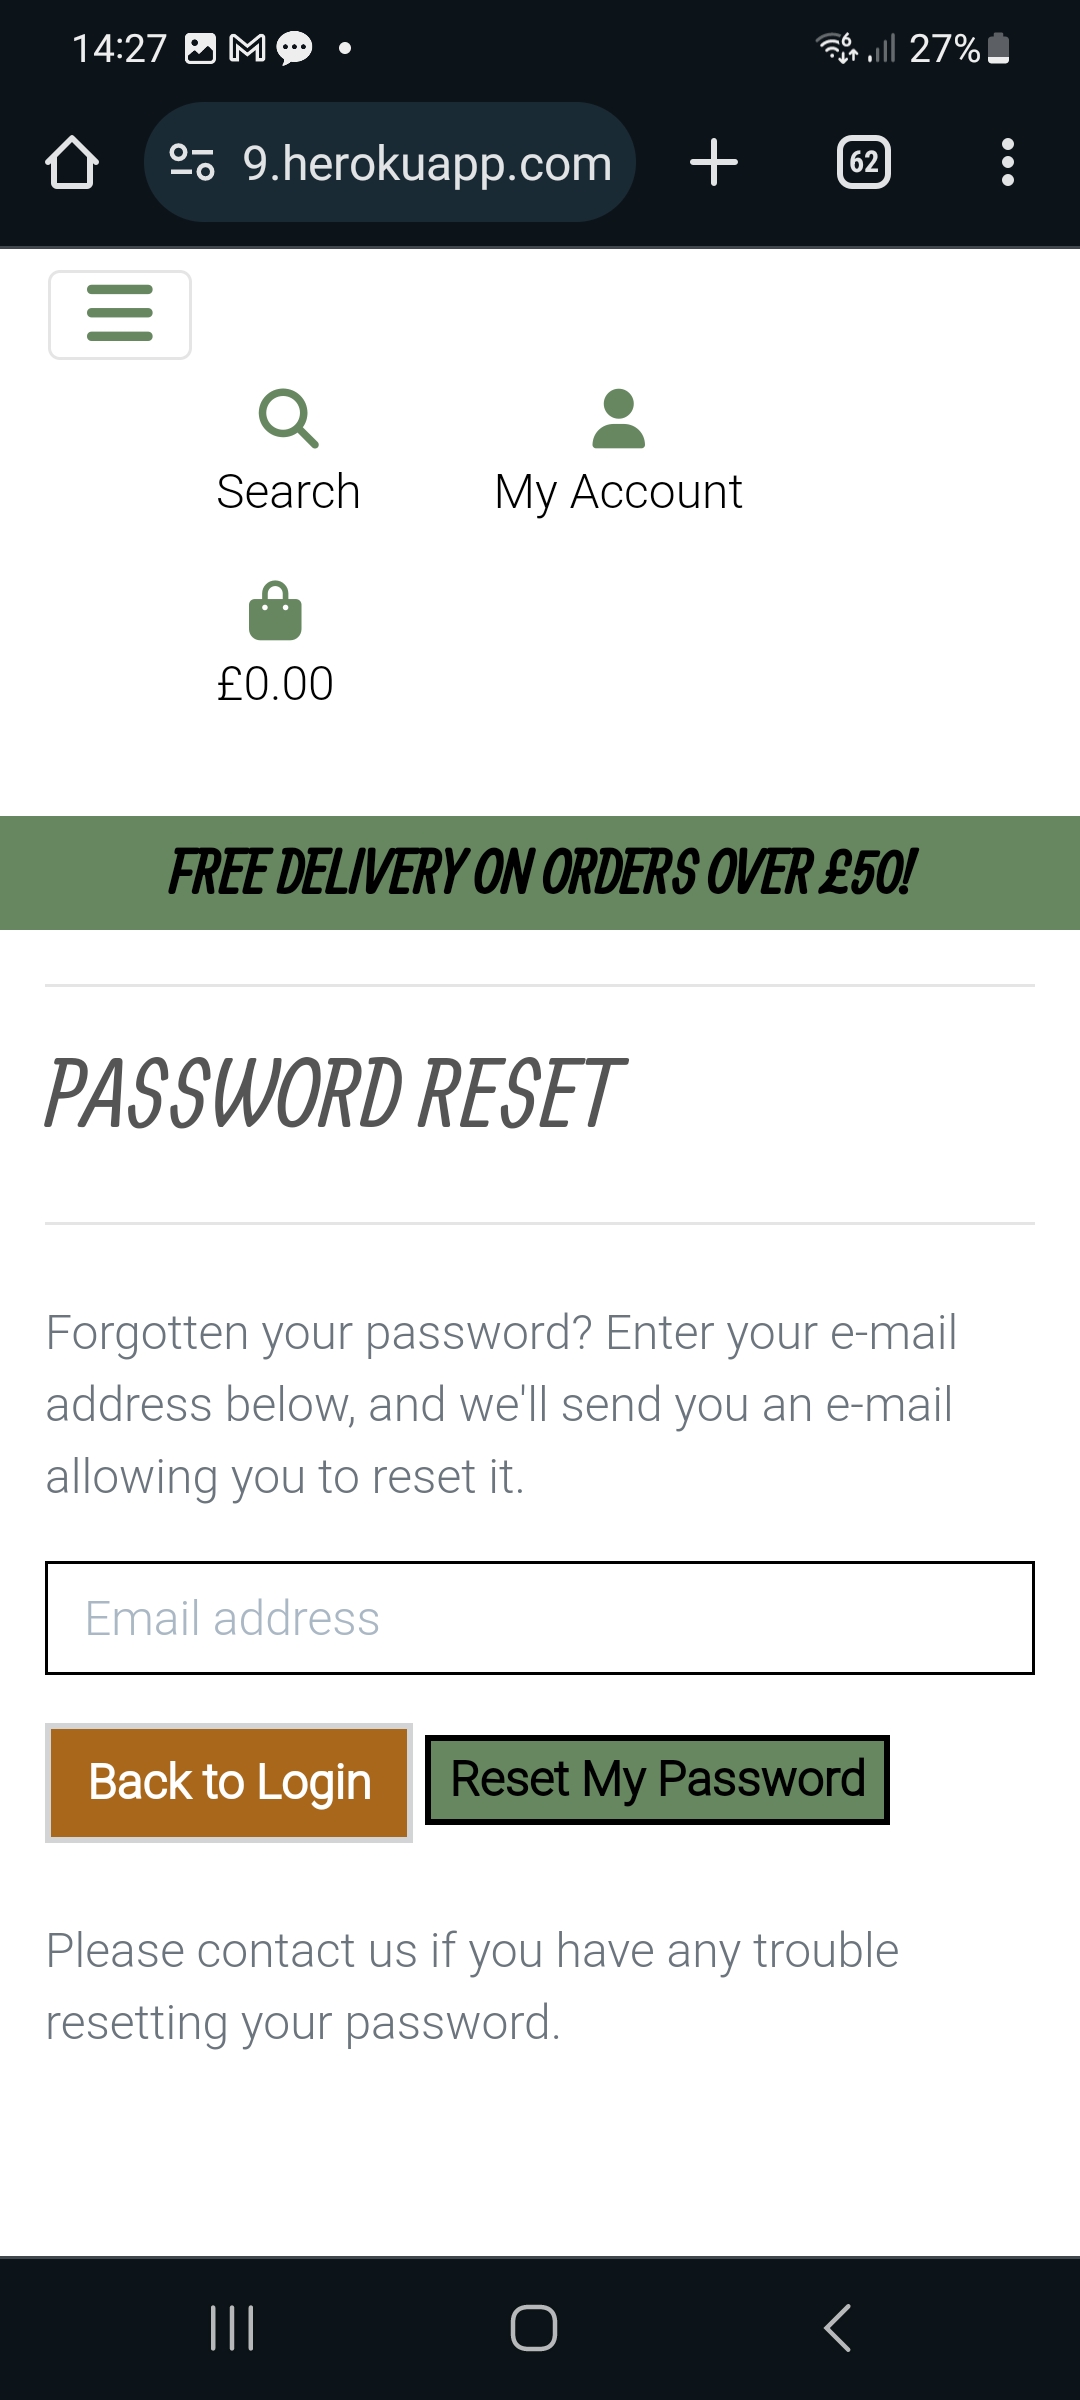 14:27
27%
9.herokuapp.com
62
Search
My Account
£0.00
FREE DELIVERY ON ORDERS OVER £50!
PASSWORD RESET
Forgotten your password? Enter your e-mail
address below, and we'll send you an e-mail
allowing you to reset it.
Email address
Back to Login
Reset My Password
Please contact us if you have any trouble
resetting your password.